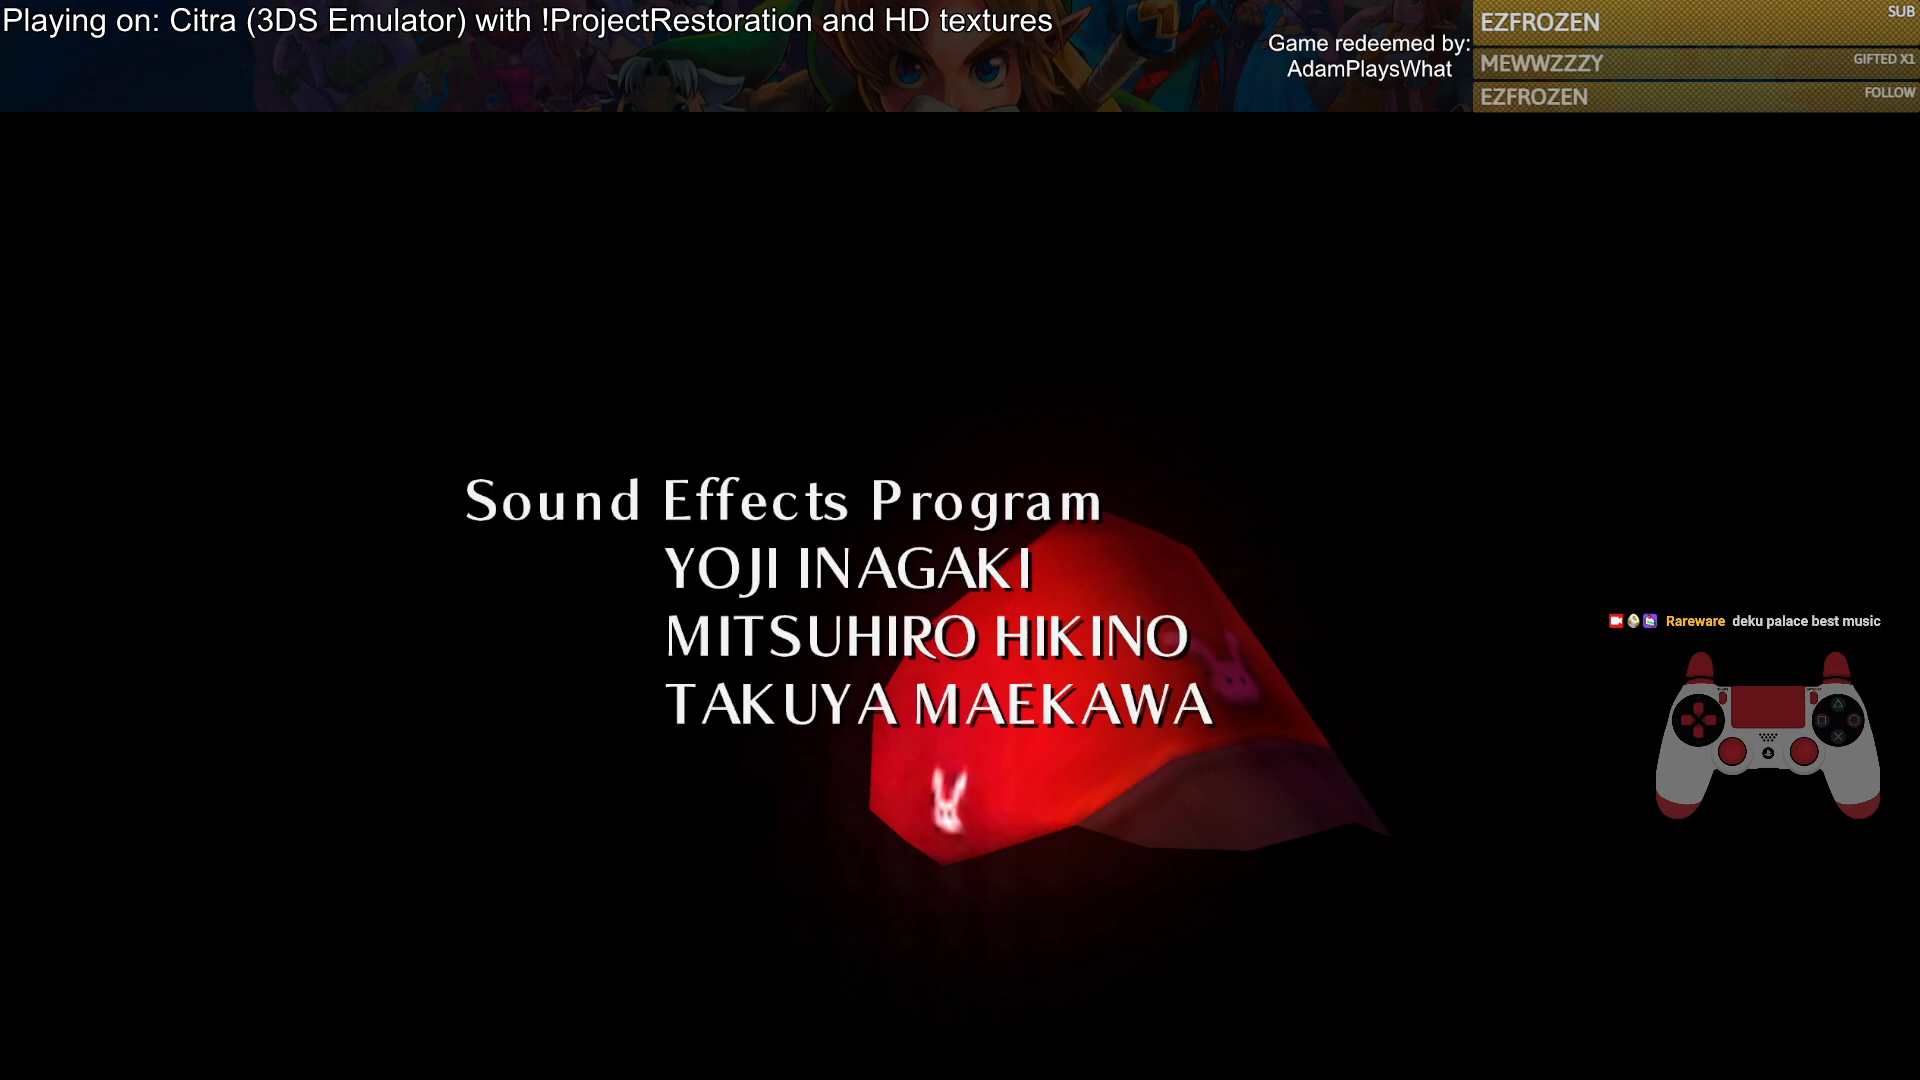 Playing on: Citra (3DS Emulator) with !ProjectRestoration and HD textures
Game redeemed by:
AdamPlaysWhat
EZFROZEN SUB
MEWWZZZY GIFTED X1
EZFROZEN FOLLOW
Sound Effects Program
YOJI INAGAKI
MITSUHIRO HIKINO
TAKUYA MAEKAWA
Rareware deku palace best music